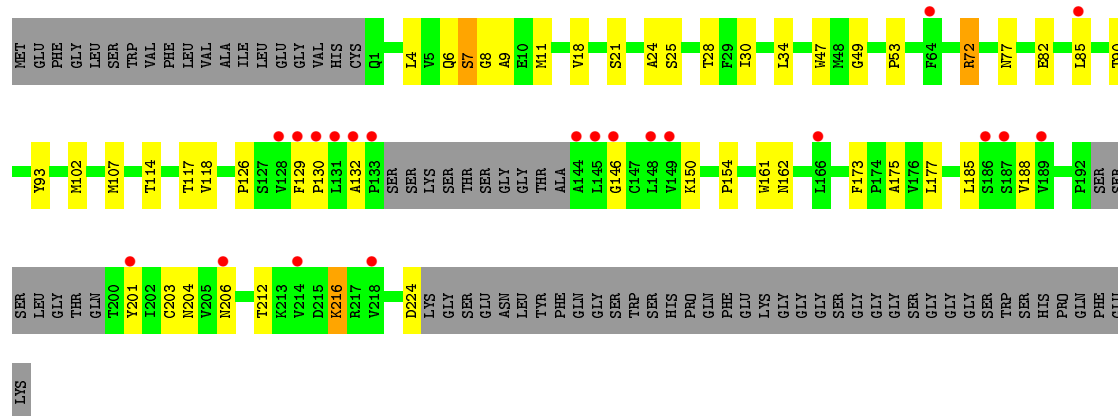 MET GLU PHE GLY LEU SER TRP VAL PHE LEU VAL ALA ILE LEU GLU GLY VAL HIS CYS Q1 L4 V5 Q6 S7 G8 A9 E10 M11 V18 S21 A24 S25 T28 F29 I30 L34 W47 M48 G49 P53 F64 R72 N77 E82 L85 T90
Y93 M102 M107 T114 T117 V118 P126 S127 V128 F129 P130 L131 A132 P133 SER SER LYS SER THR SER GLY GLY THR ALA A144 L145 G146 C147 L148 V149 K150 P154 W161 N162 L166 F173 P174 A175 V176 L177 L185 S186 S187 V188 V189 P192 SER SER
SER LEU GLY THR GLN T200 Y201 I202 C203 N204 V205 N206 T212 K213 V214 D215 K216 R217 V218 D224 LYS GLY SER GLU ASN LEU TYR PHE GLN GLY SER TRP SER HIS PRO GLN PHE GLU LYS GLY GLY GLY GLY SER GLY GLY GLY GLY SER GLY GLY GLY SER TRP SER HIS PRO GLN PHE GLU
LYS